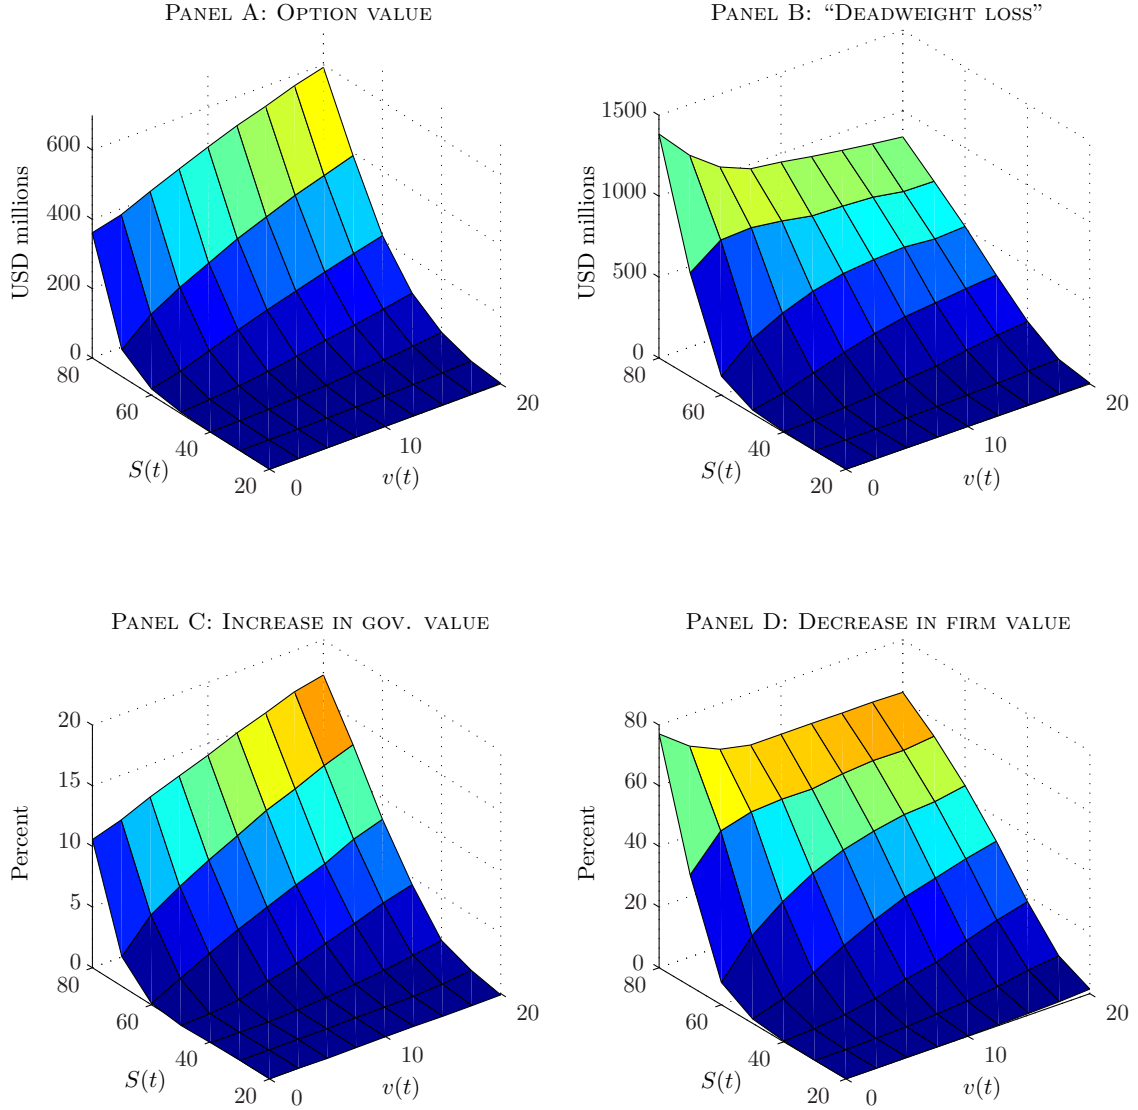 PANEL A: OPTION VALUE
USD millions
600
400
200
0
80
60
40
20
S(t)
0
10
20
v(t)
PANEL B: “DEADWEIGHT LOSS”
USD millions
1500
1000
500
0
80
60
40
20
S(t)
0
10
20
v(t)
PANEL C: INCREASE IN GOV. VALUE
Percent
20
15
10
5
0
80
60
40
20
S(t)
0
10
20
v(t)
PANEL D: DECREASE IN FIRM VALUE
Percent
80
60
40
20
0
80
60
40
20
S(t)
0
10
20
v(t)